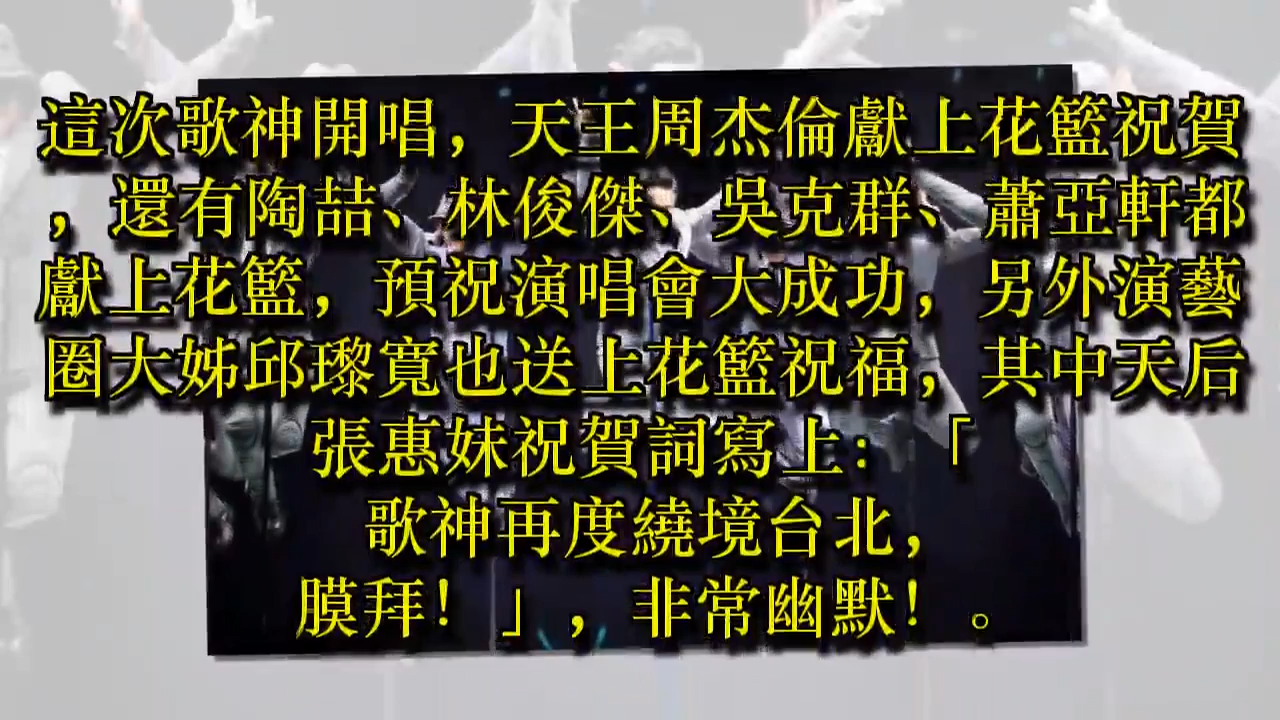 這次歌神開唱，天王周杰倫獻上花籃祝賀
，還有陶喆、林俊傑、吳克群、蕭亞軒都
獻上花籃，預祝演唱會大成功，另外演藝
圈大姊邱瓈寬也送上花籃祝福，其中天后
張惠妹祝賀詞寫上：「
歌神再度繞境台北，
膜拜！」，非常幽默！。